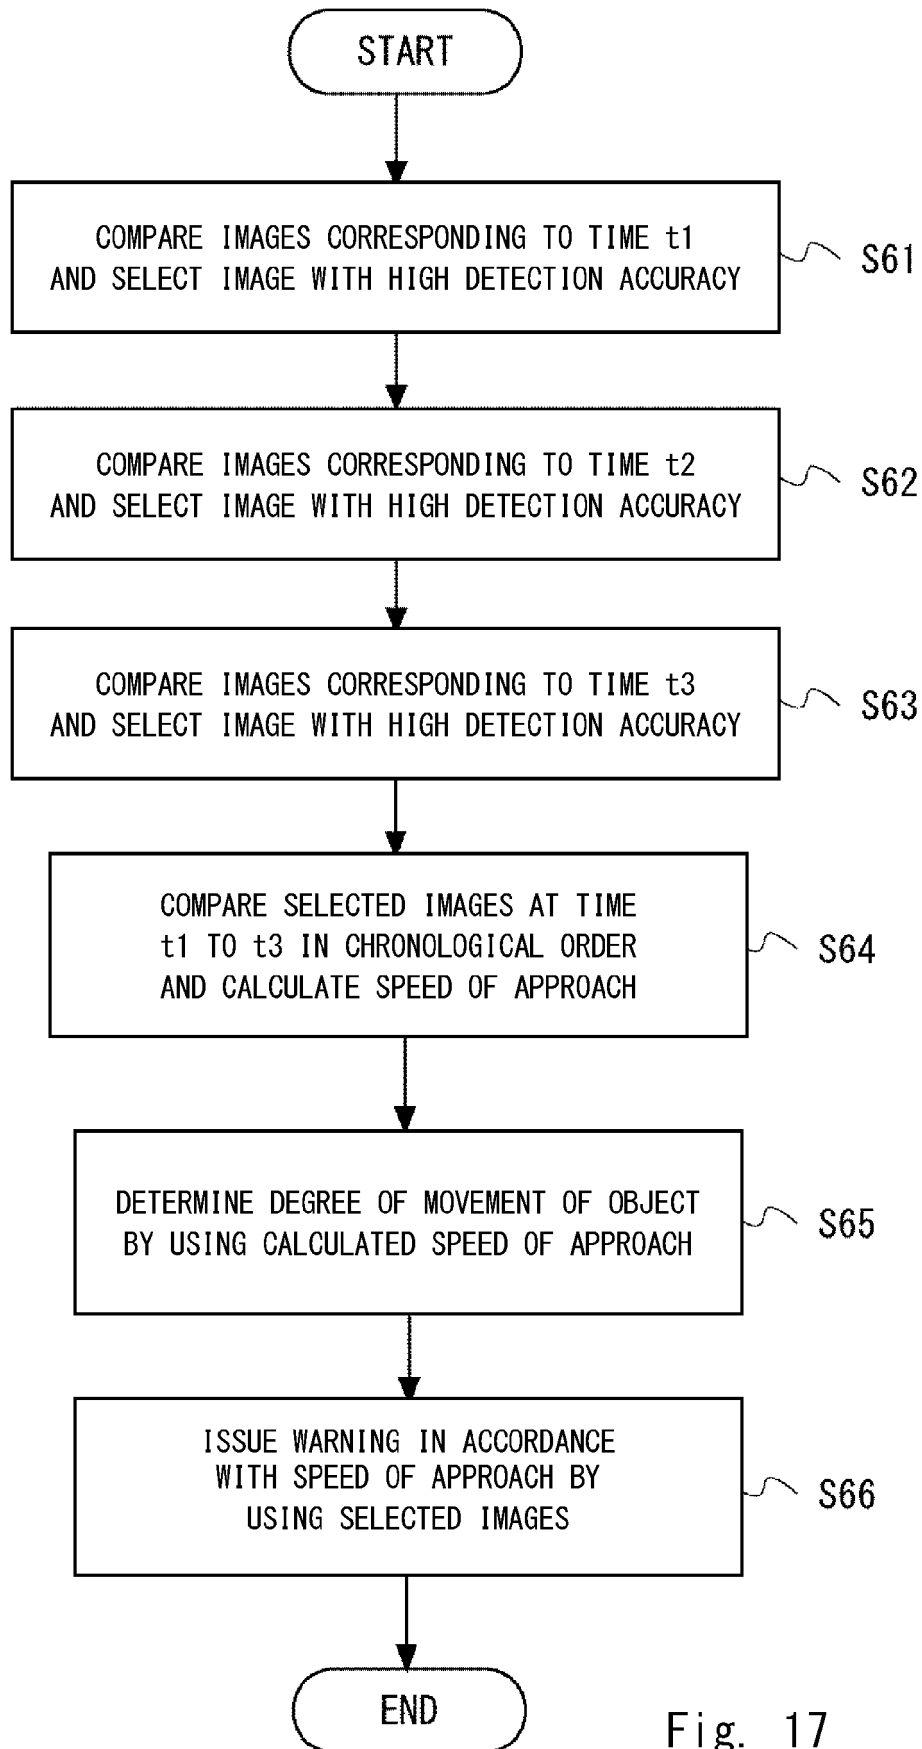 START
COMPARE IMAGES CORRESPONDING TO TIME t1
AND SELECT IMAGE WITH HIGH DETECTION ACCURACY
S61
COMPARE IMAGES CORRESPONDING TO TIME t2
AND SELECT IMAGE WITH HIGH DETECTION ACCURACY
S62
COMPARE IMAGES CORRESPONDING TO TIME t3
AND SELECT IMAGE WITH HIGH DETECTION ACCURACY
S63
COMPARE SELECTED IMAGES AT TIME
t1 TO t3 IN CHRONOLOGICAL ORDER
AND CALCULATE SPEED OF APPROACH
S64
DETERMINE DEGREE OF MOVEMENT OF OBJECT
BY USING CALCULATED SPEED OF APPROACH
S65
ISSUE WARNING IN ACCORDANCE
WITH SPEED OF APPROACH BY
USING SELECTED IMAGES
S66
END
Fig. 17